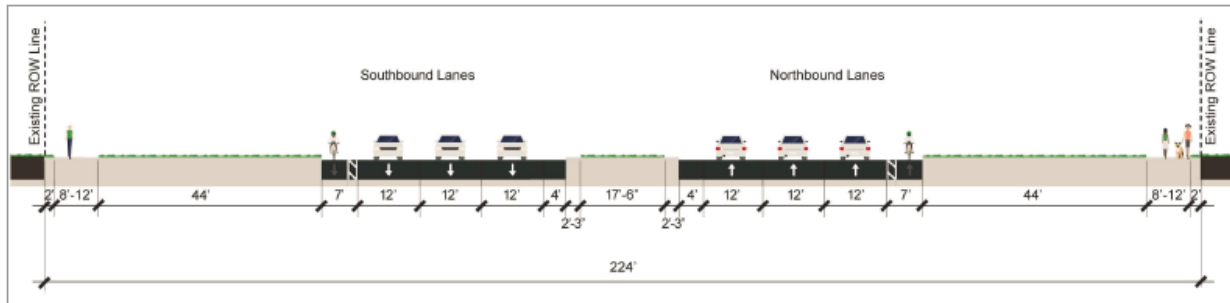 Existing ROW Line
Southbound Lanes
Northbound Lanes
Existing ROW Line
2' 8'-12' 44' 7' 12' 12' 12' 4' 2'-3" 17'-6" 2'-3" 4' 12' 12' 12' 7' 44' 8'-12' 2'
224'